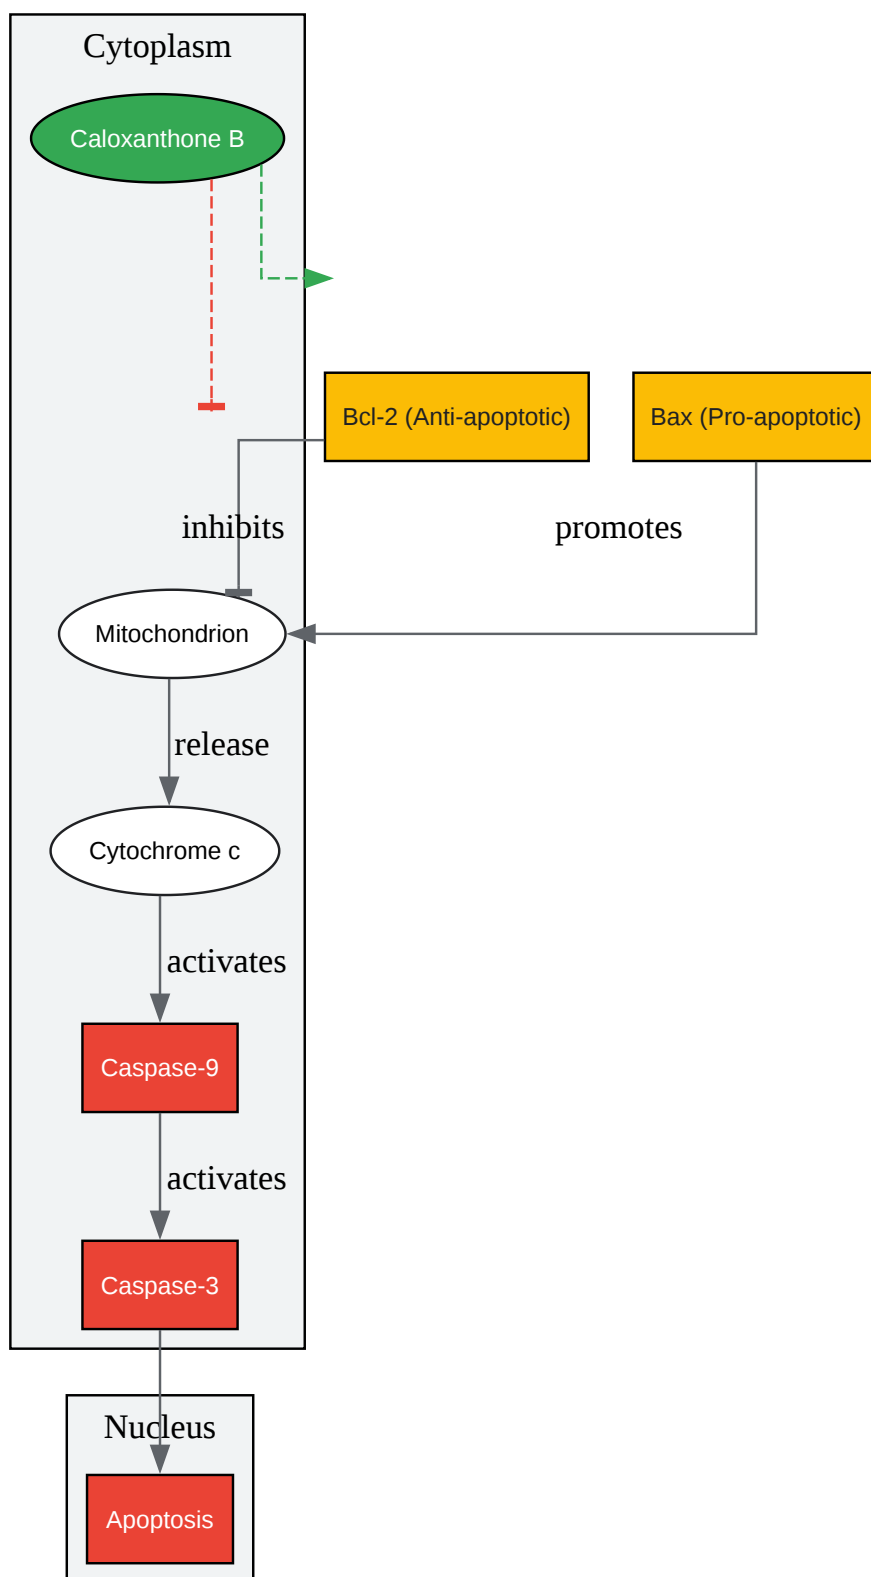 Cytoplasm
Caloxanthone B
Bcl-2 (Anti-apoptotic)
Bax (Pro-apoptotic)
inhibits
promotes
Mitochondrion
release
Cytochrome c
activates
Caspase-9
activates
Caspase-3
Nucleus
Apoptosis